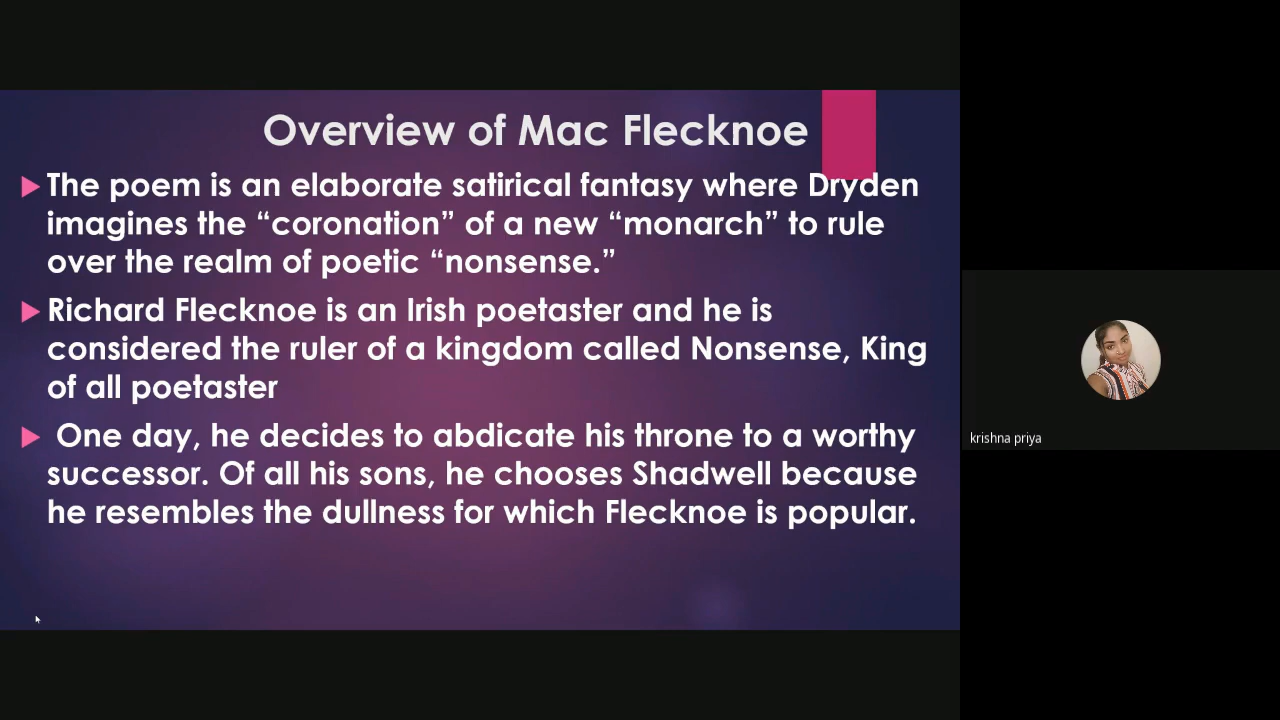 Overview of Mac Flecknoe
The poem is an elaborate satirical fantasy where Dryden
imagines the “coronation” of a new “monarch” to rule
over the realm of poetic “nonsense.”
Richard Flecknoe is an Irish poetaster and he is
considered the ruler of a kingdom called Nonsense, King
of all poetaster
One day, he decides to abdicate his throne to a worthy
successor. Of all his sons, he chooses Shadwell because
he resembles the dullness for which Flecknoe is popular.
krishna priya